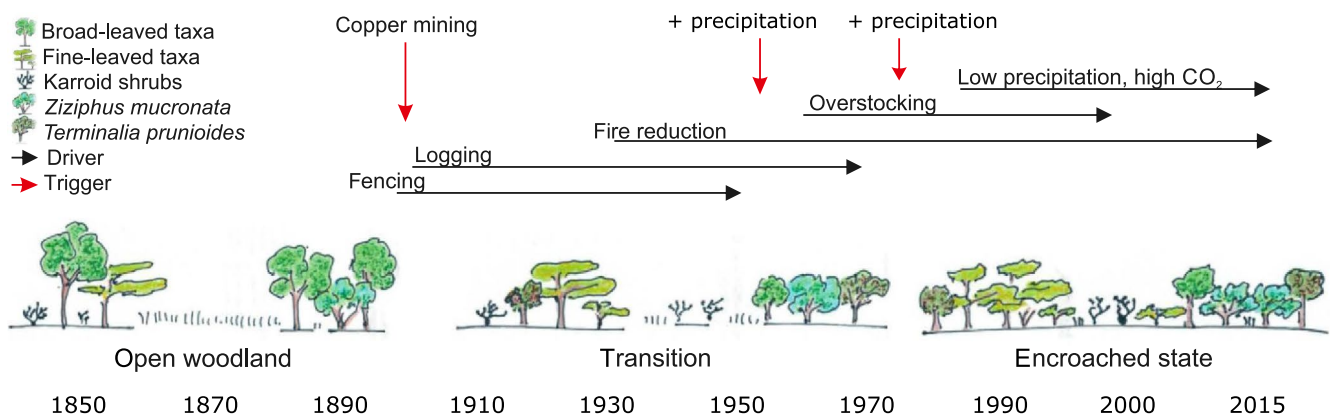 Broad-leaved taxa
Fine-leaved taxa
Karroid shrubs
Ziziphus mucronata
Terminalia prunioides
Driver
Trigger
Copper mining
+ precipitation
+ precipitation
Low precipitation, high CO₂
Overstocking
Fire reduction
Logging
Fencing
Open woodland
Transition
Encroached state
1850 1870 1890 1910 1930 1950 1970 1990 2000 2015